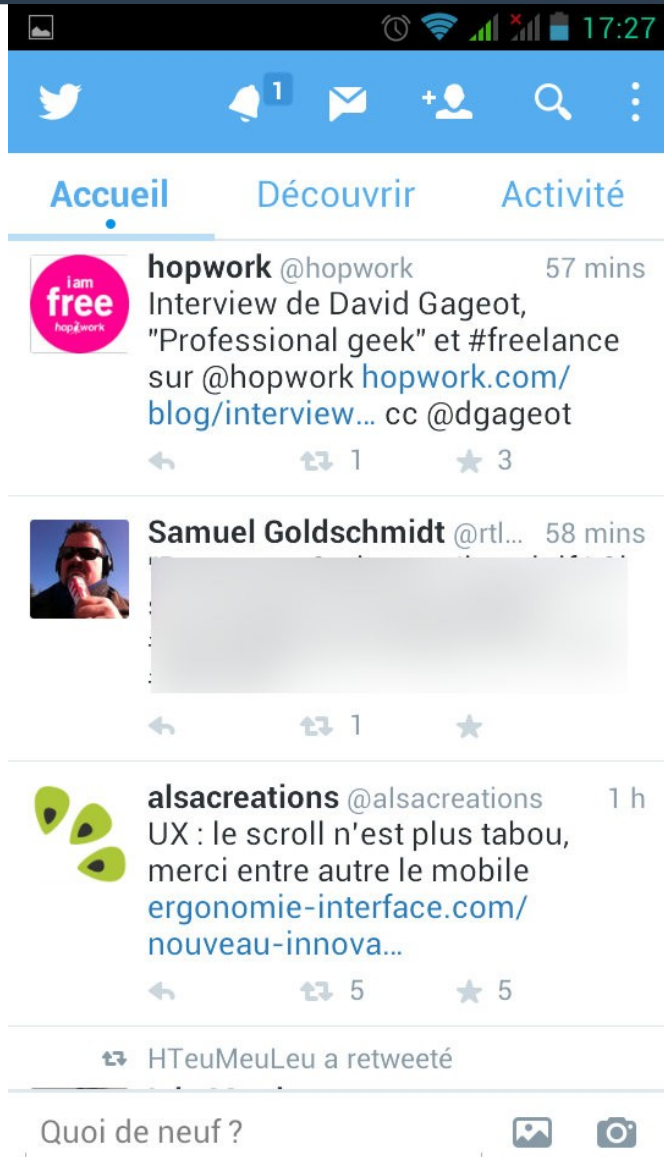 17:27
1
Accueil Découvrir Activité
i am
free
hopwork
hopwork @hopwork 57 mins
Interview de David Gageot,
"Professional geek" et #freelance
sur @hopwork hopwork.com/
blog/interview... cc @dgageot
1 3
Samuel Goldschmidt @rtl... 58 mins
1
alsacreations @alsacreations 1 h
UX : le scroll n'est plus tabou,
merci entre autre le mobile
ergonomie-interface.com/
nouveau-innova...
5 5
HTeuMeuLeu a retweeté
Quoi de neuf ?